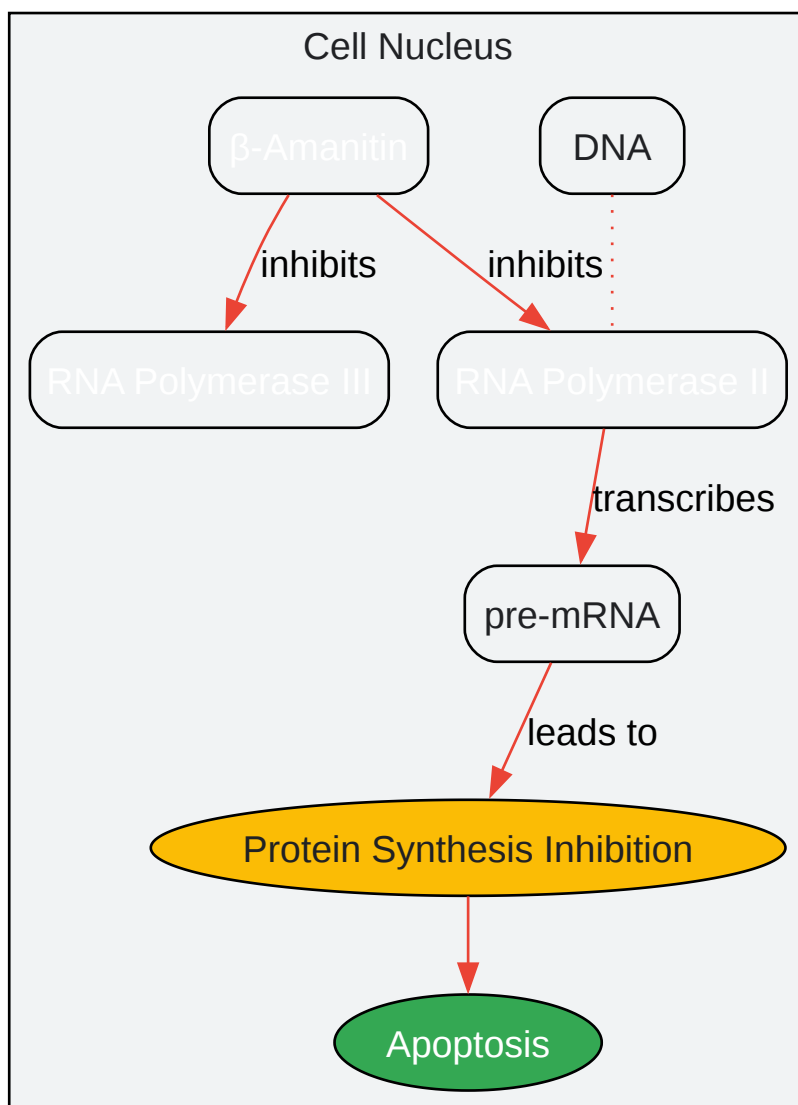 Cell Nucleus
β-Amanitin
DNA
inhibits
inhibits
RNA Polymerase III
RNA Polymerase II
transcribes
pre-mRNA
leads to
Protein Synthesis Inhibition
Apoptosis